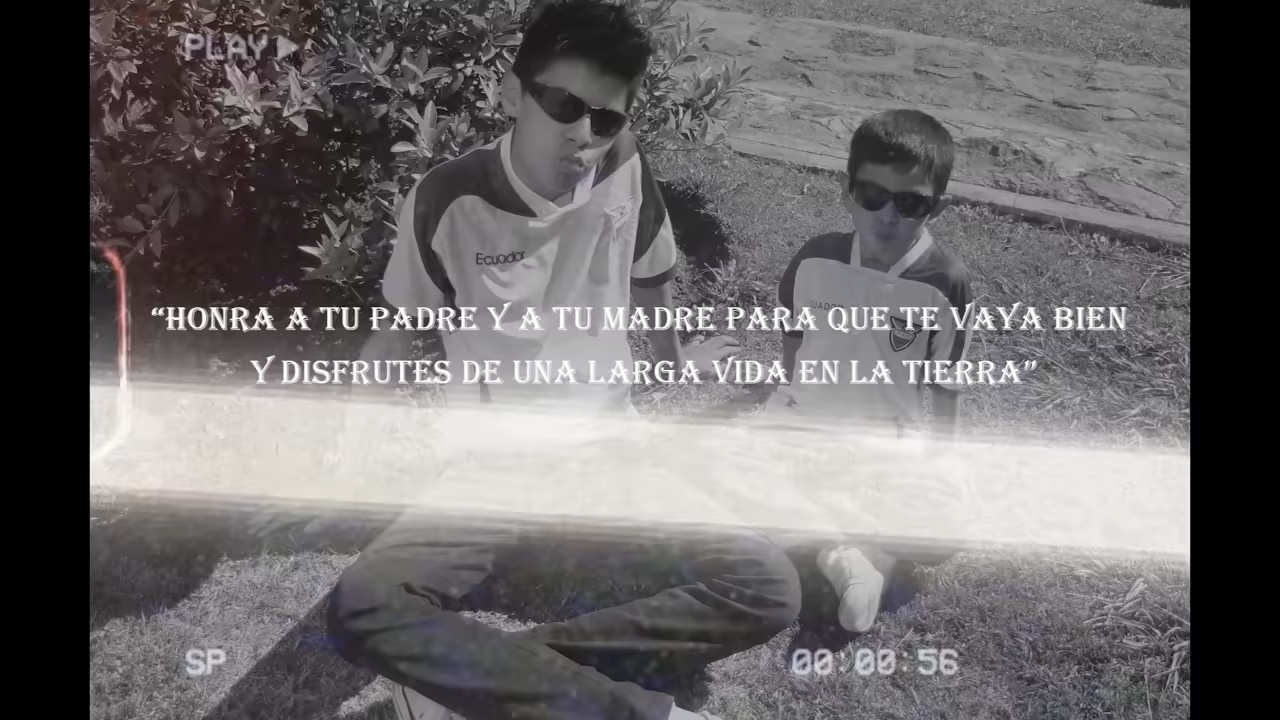 PLAY
Ecuador
“HONRA A TU PADRE Y A TU MADRE PARA QUE TE VAYA BIEN
Y DISFRUTES DE UNA LARGA VIDA EN LA TIERRA”
SP
00:00:56